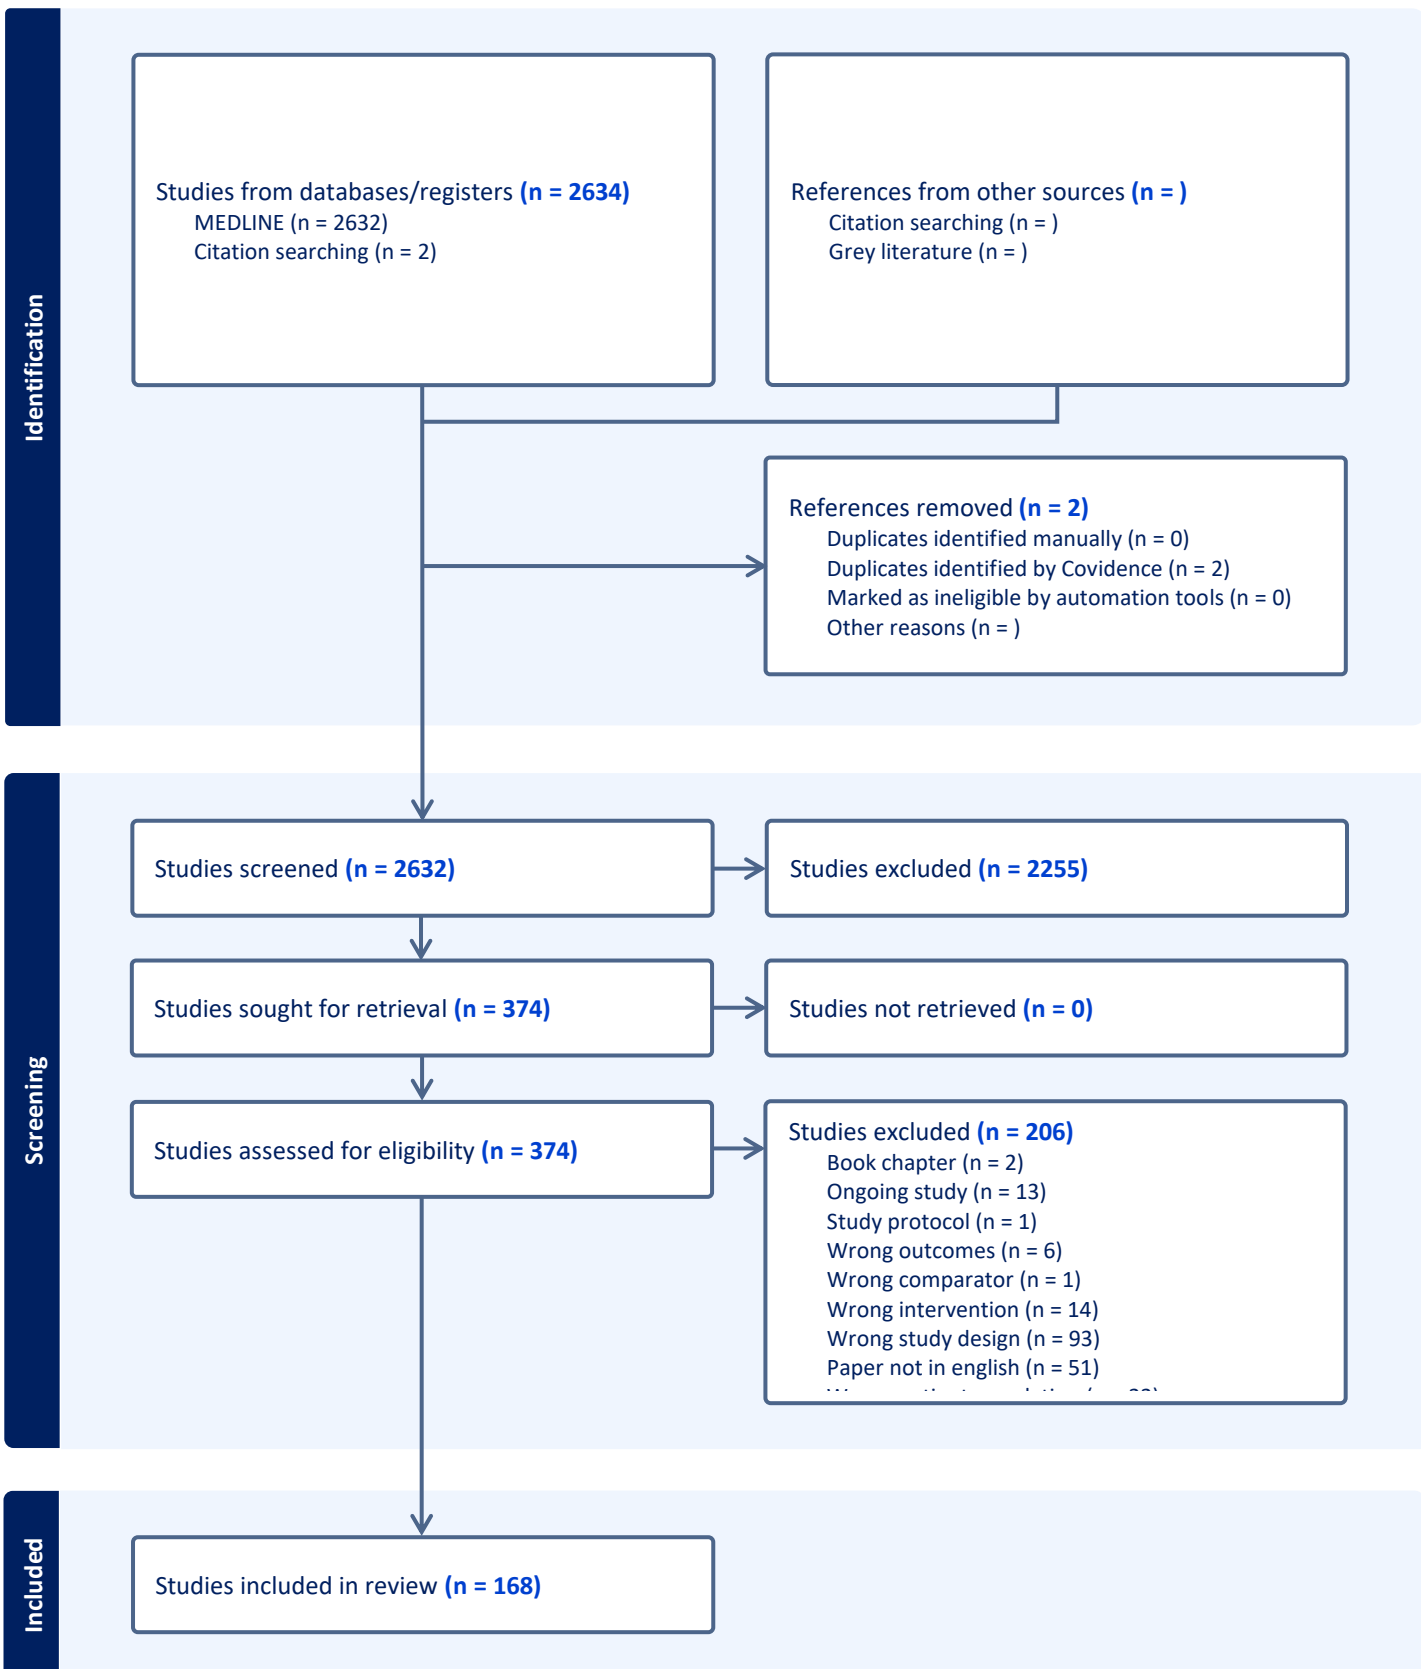 Identification
Studies from databases/registers (n = 2634)
MEDLINE (n = 2632)
Citation searching (n = 2)
References from other sources (n = )
Citation searching (n = )
Grey literature (n = )
References removed (n = 2)
Duplicates identified manually (n = 0)
Duplicates identified by Covidence (n = 2)
Marked as ineligible by automation tools (n = 0)
Other reasons (n = )
Screening
Studies screened (n = 2632)
Studies excluded (n = 2255)
Studies sought for retrieval (n = 374)
Studies not retrieved (n = 0)
Studies assessed for eligibility (n = 374)
Studies excluded (n = 206)
Book chapter (n = 2)
Ongoing study (n = 13)
Study protocol (n = 1)
Wrong outcomes (n = 6)
Wrong comparator (n = 1)
Wrong intervention (n = 14)
Wrong study design (n = 93)
Paper not in english (n = 51)
Included
Studies included in review (n = 168)